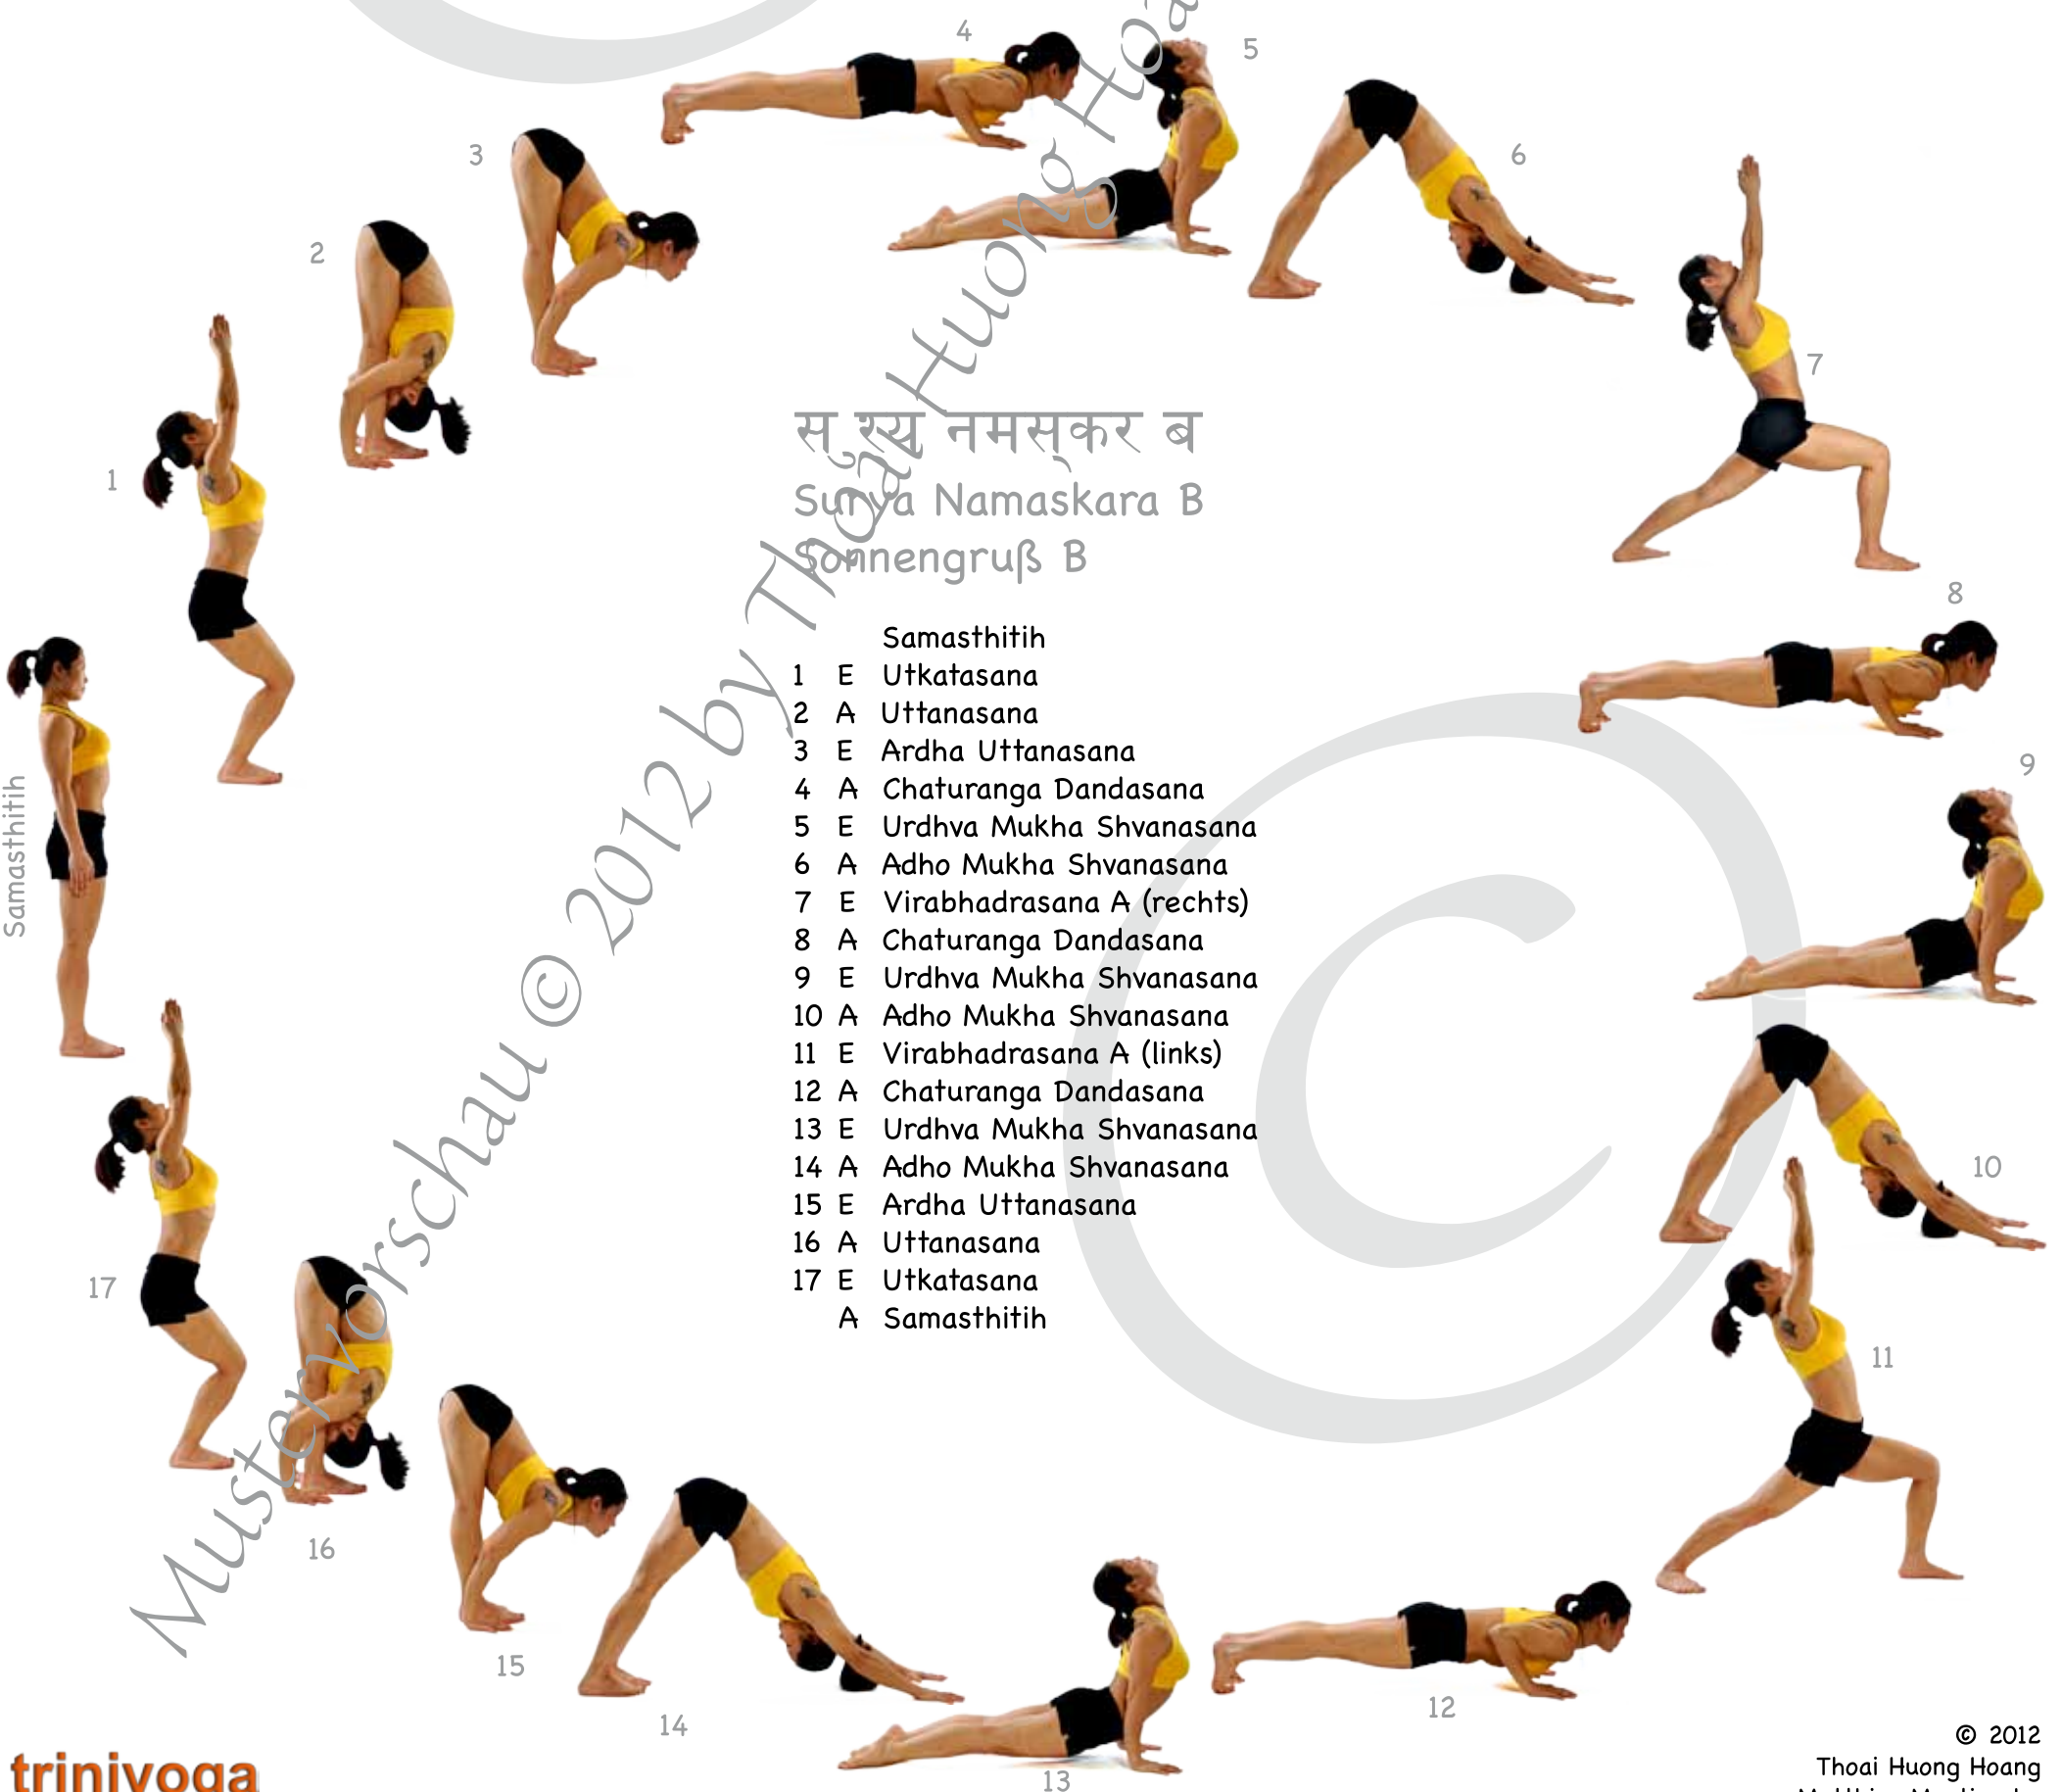 4
5
3
6
2
7
1
सु र्य नमस्कर ब
Surya Namaskara B
Sonnengruß B
8
Samasthitih
1 E Utkatasana
2 A Uttanasana
3 E Ardha Uttanasana
4 A Chaturanga Dandasana
5 E Urdhva Mukha Shvanasana
6 A Adho Mukha Shvanasana
7 E Virabhadrasana A (rechts)
8 A Chaturanga Dandasana
9 E Urdhva Mukha Shvanasana
10 A Adho Mukha Shvanasana
11 E Virabhadrasana A (links)
12 A Chaturanga Dandasana
13 E Urdhva Mukha Shvanasana
14 A Adho Mukha Shvanasana
15 E Ardha Uttanasana
16 A Uttanasana
17 E Utkatasana
A Samasthitih
9
Samasthitih
10
17
11
16
15
14
12
13
Mustervorschau © 2012 by Thoai Huong
©
triniyoga
© 2012
Thoai Huong Hoang